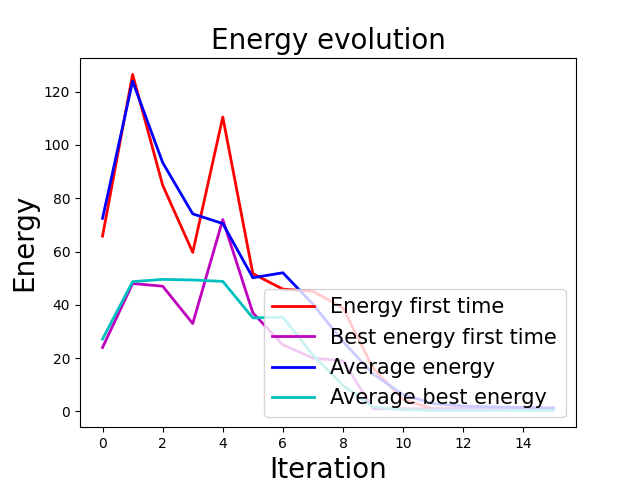 Energy evolution
Energy
120
100
80
60
40
20
0
Energy first time
Best energy first time
Average energy
Average best energy
0 2 4 6 8 10 12 14
Iteration